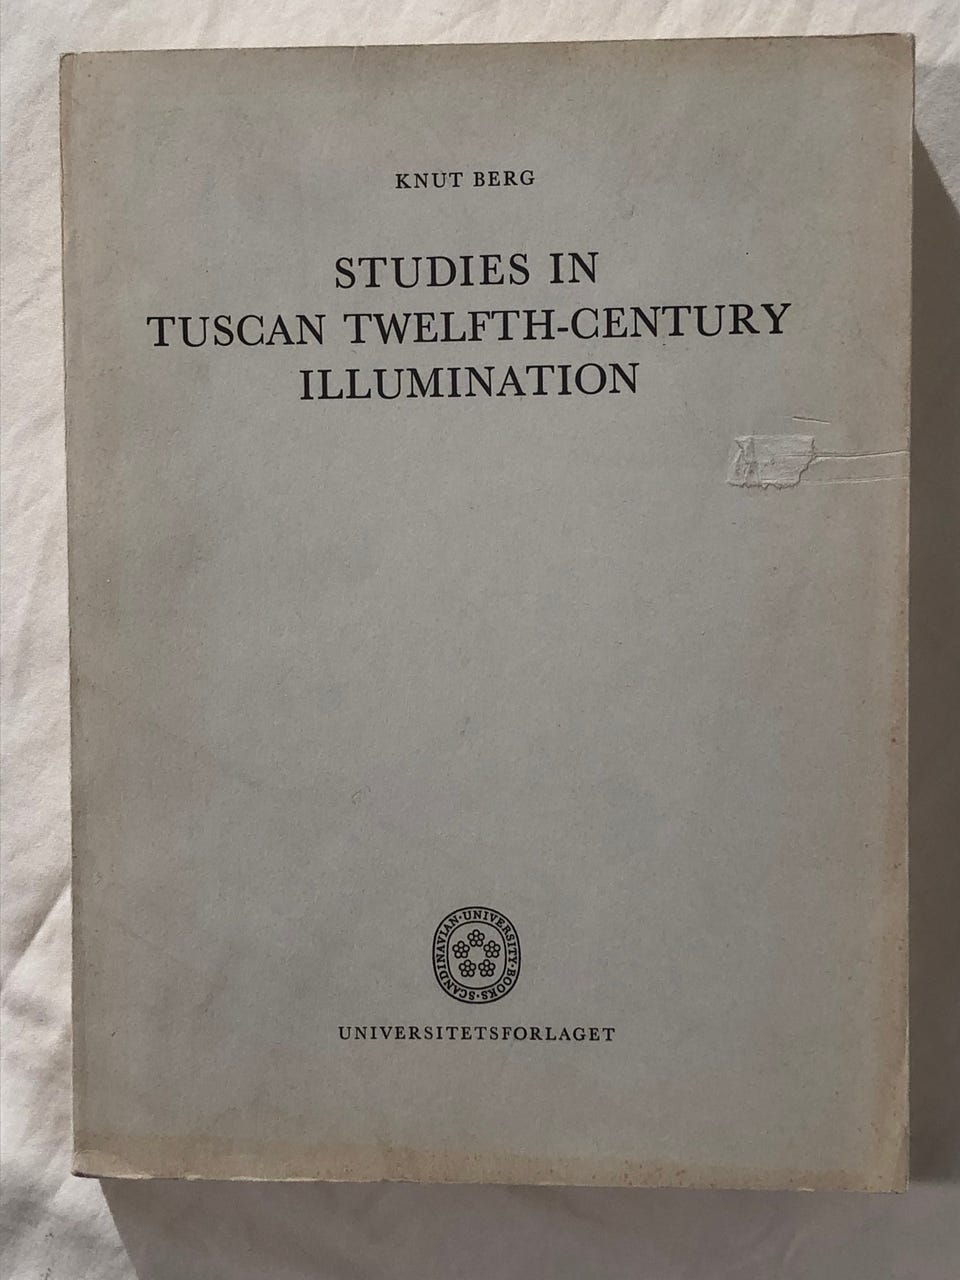 KNUT BERG
STUDIES IN
TUSCAN TWELFTH-CENTURY
ILLUMINATION
SCANDINAVIAN·UNIVERSITY·BOOKS·
UNIVERSITETSFORLAGET